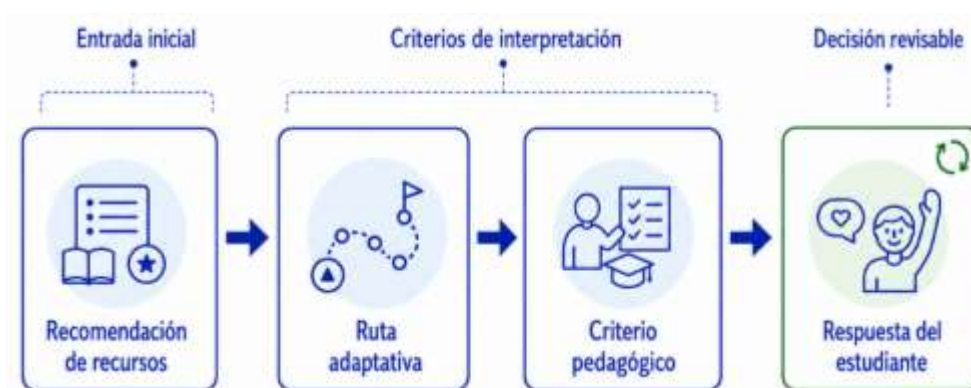 Entrada inicial
Criterios de interpretación
Decisión revisable
Recomendación
de recursos
Ruta
adaptativa
Criterio
pedagógico
Respuesta del
estudiante